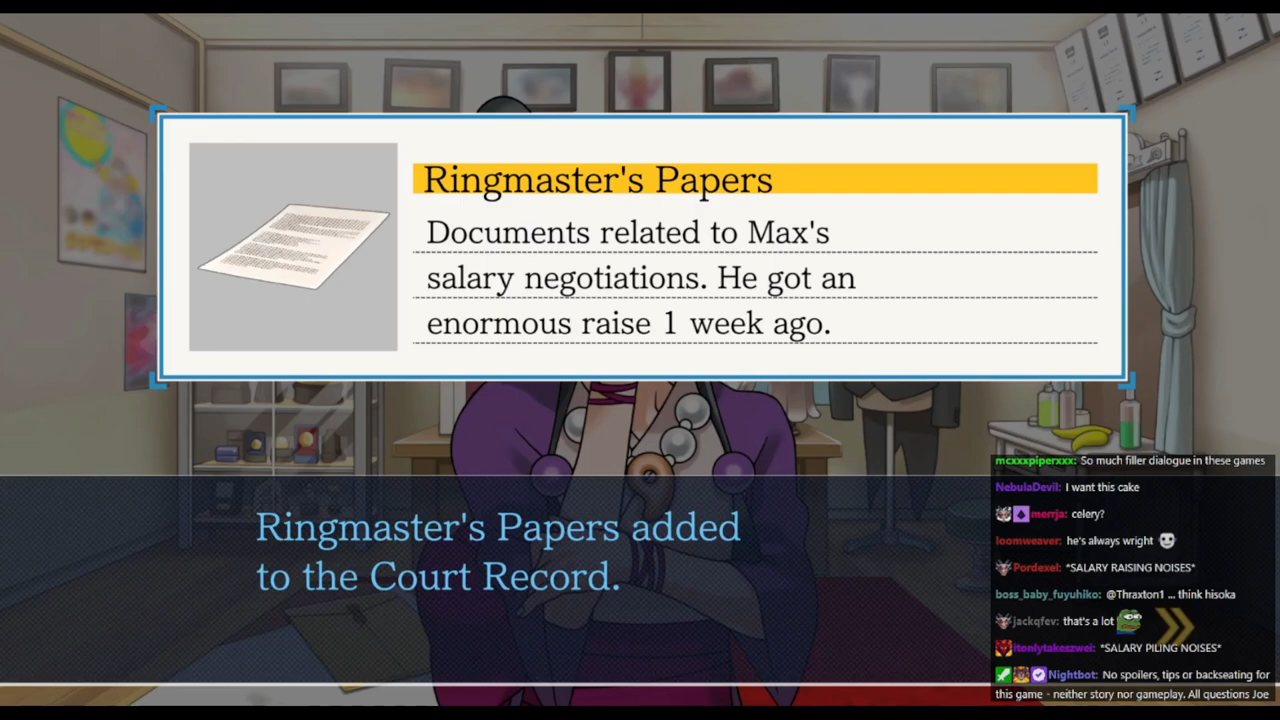 Ringmaster's Papers
Documents related to Max's
salary negotiations. He got an
enormous raise 1 week ago.
Ringmaster's Papers added
to the Court Record.
mcxxxpiperxxx: So much filler dialogue in these games
NebulaDevil: I want this cake
morrja: celery?
loomweaver: he's always wright
Pordexel: *SALARY RAISING NOISES*
boss_baby_fuyuhiko: @Thraxton1 ... think hisoka
jackqfev: that's a lot
itonlytakeszwei: *SALARY PILING NOISES*
Nightbot: No spoilers, tips or backseating for
this game - neither story nor gameplay. All questions Joe